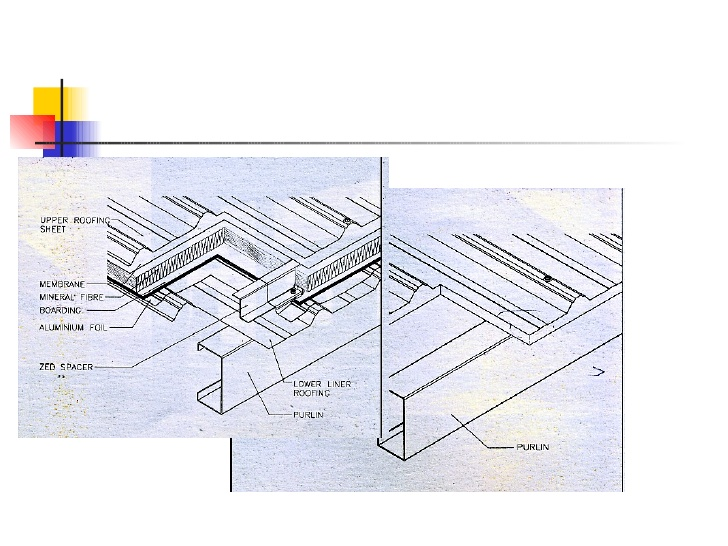 UPPER ROOFING
SHEET
MEMBRANE
MINERAL FIBRE
BOARDING
ALUMINIUM FOIL
ZED SPACER
LOWER LINER
ROOFING
PURLIN
PURLIN